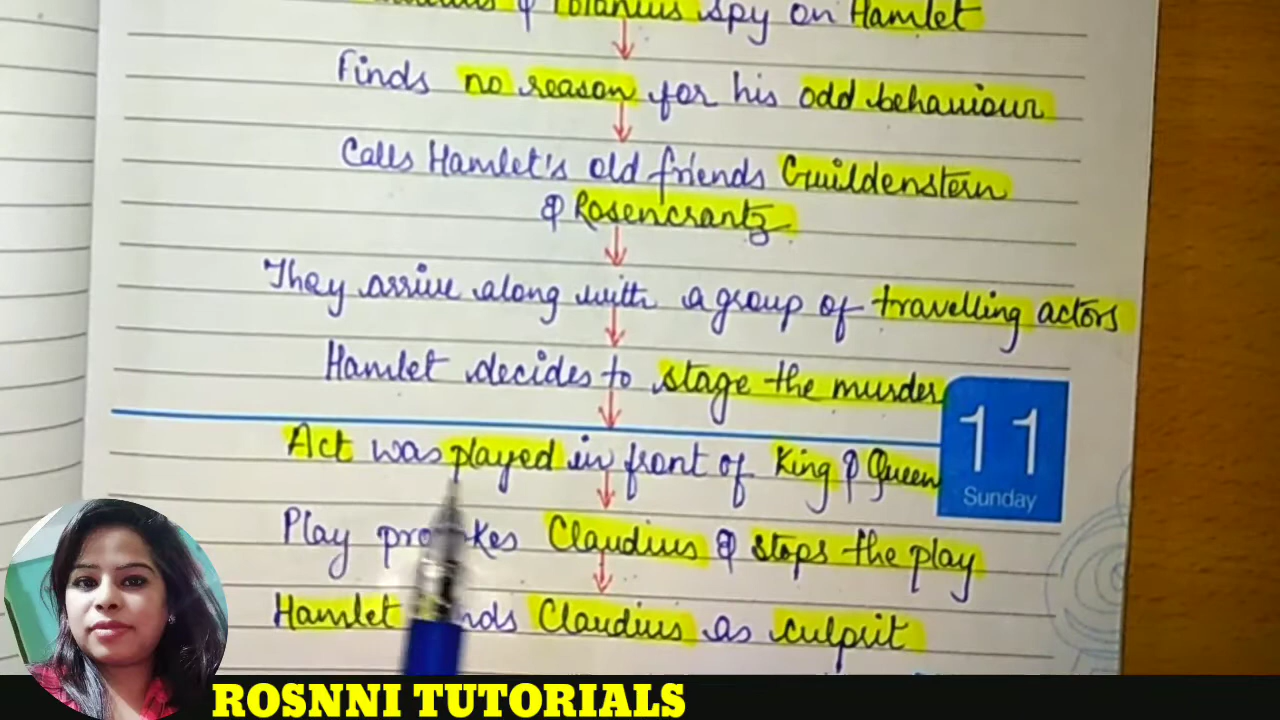 & Polonius spy on Hamlet
Finds no reason for his odd behaviour
Calls Hamlet's old friends Guildenstern
& Rosencrantz
They arrive along with a group of travelling actors
Hamlet decides to stage the murder
11
Sunday
Act was played in front of King & Queen
Play provokes Claudius & stops the play
Hamlet finds Claudius as culprit
ROSNNI TUTORIALS